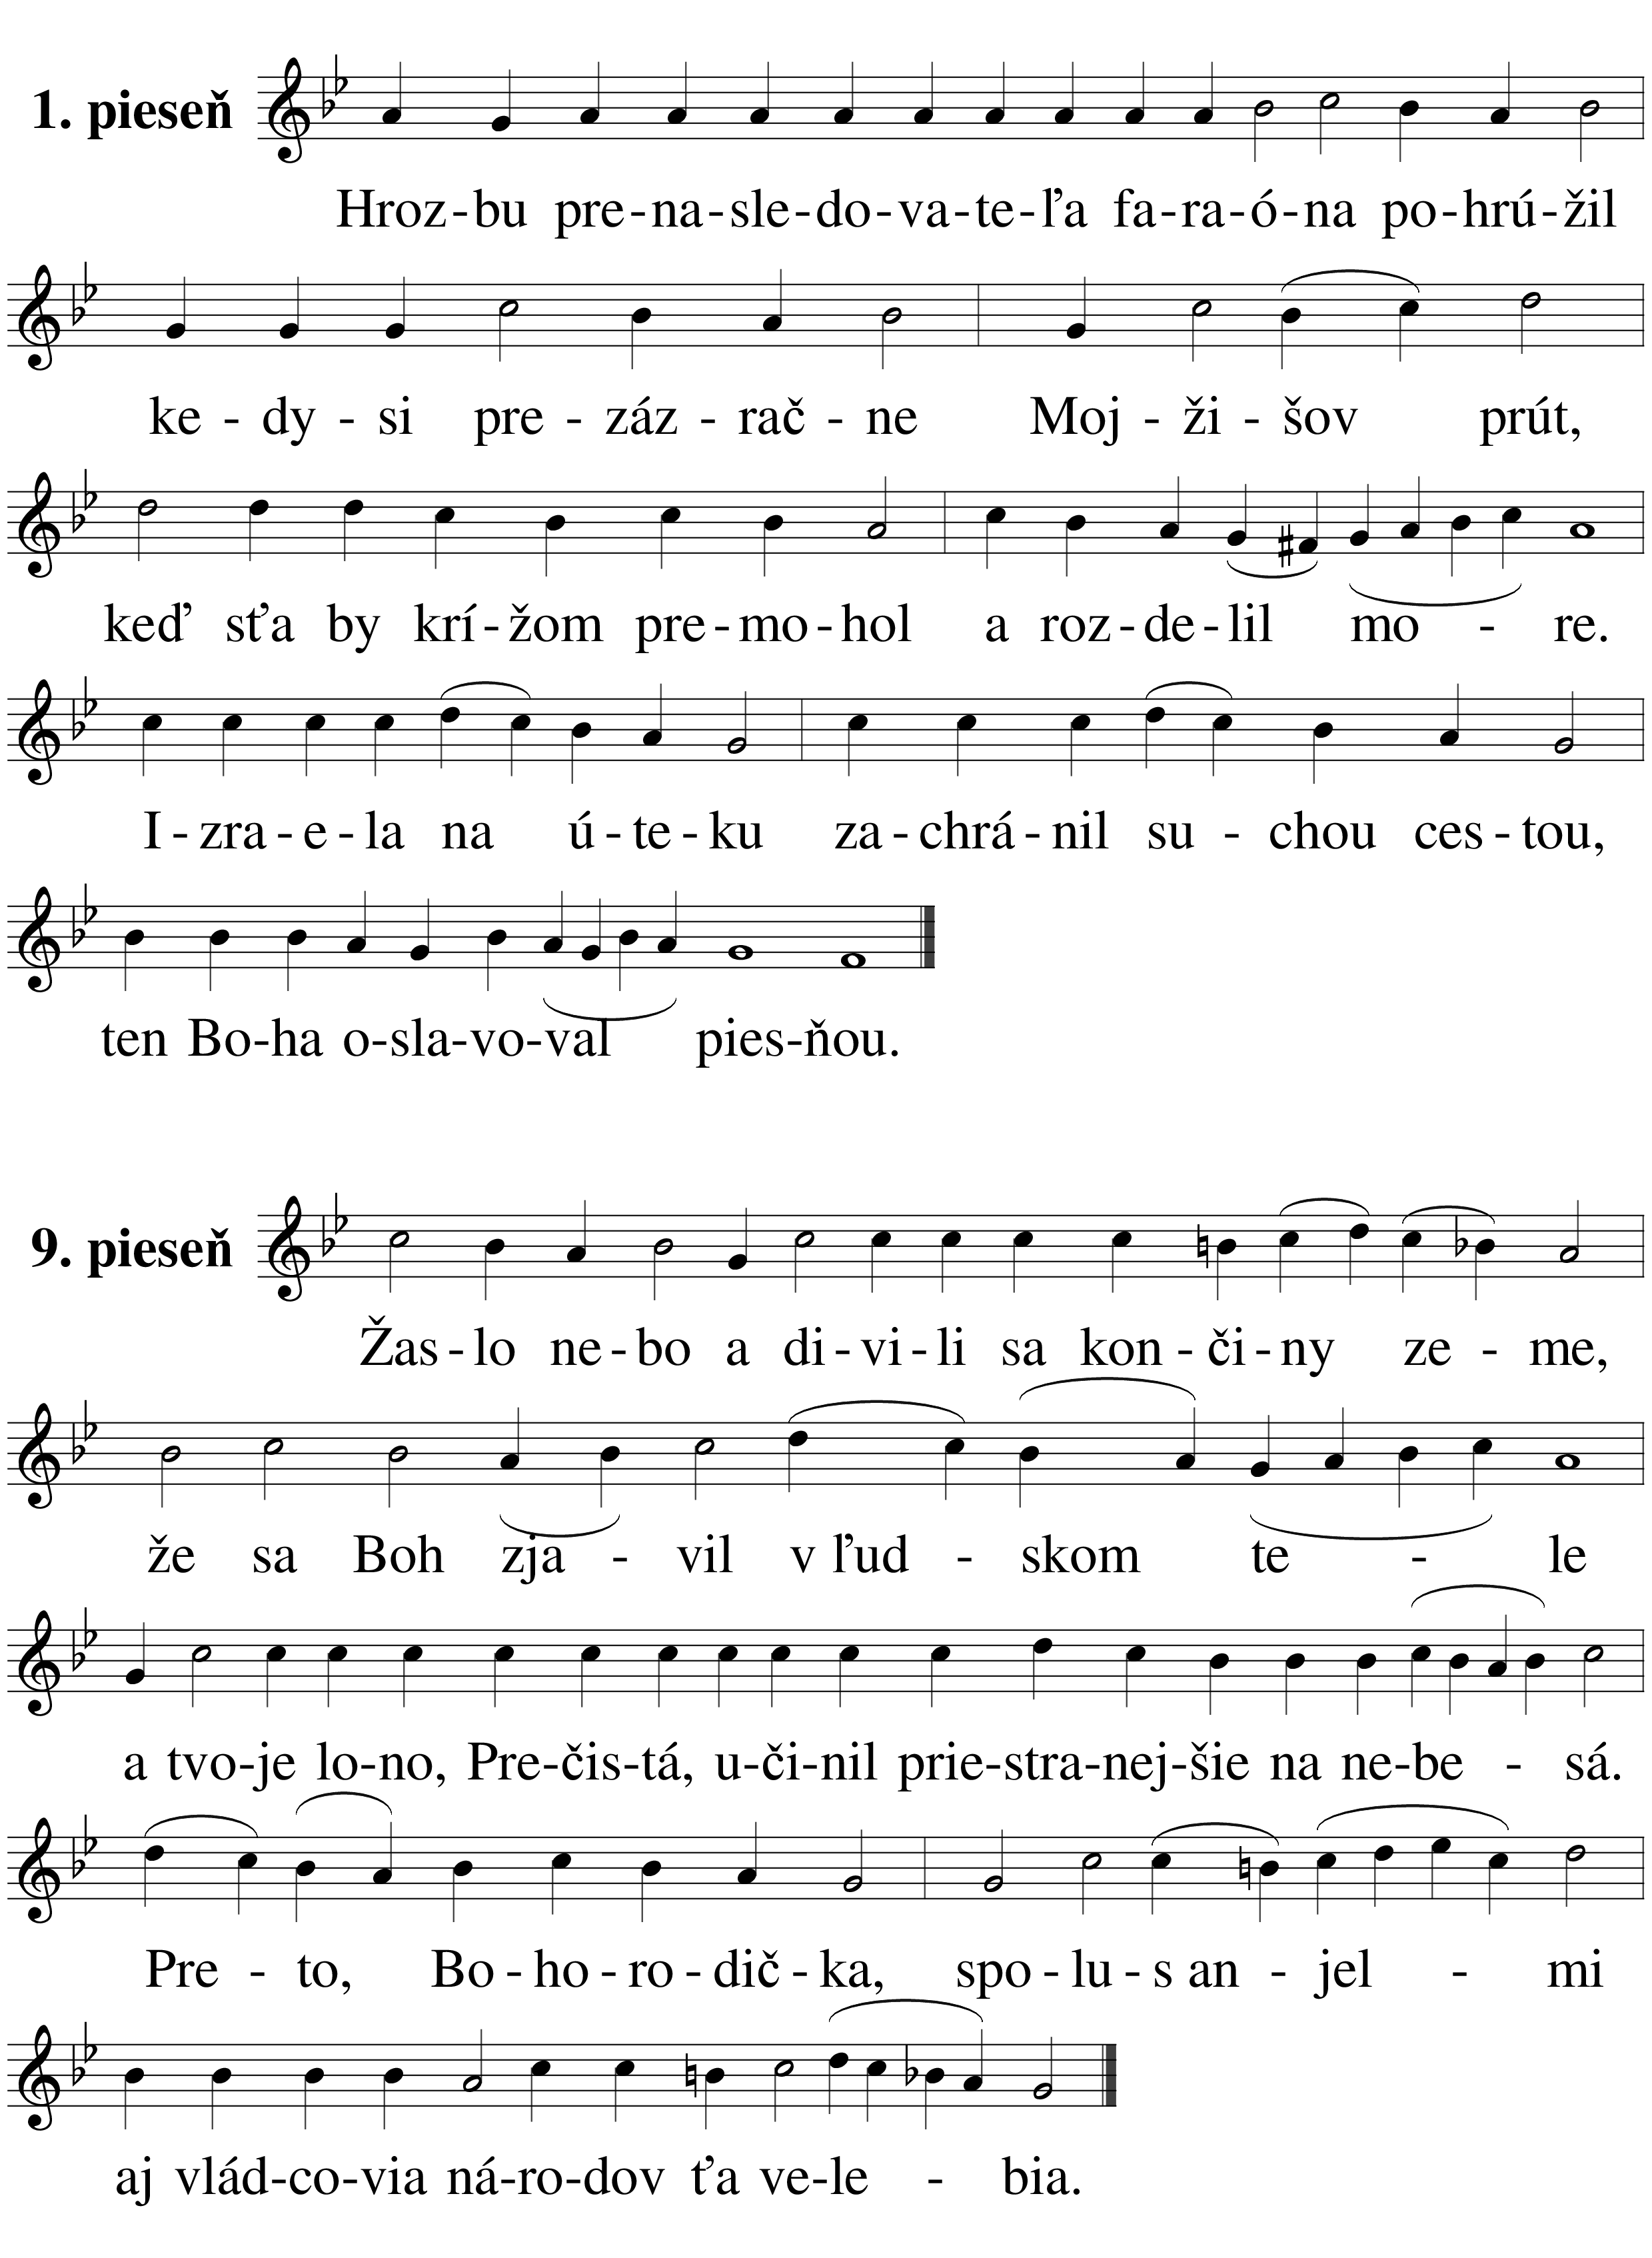 1. pieseň
Hroz-bu pre-na-sle-do-va-te-ľa fa-ra-ó-na po-hrú-žil
ke - dy - si pre - záz - rač - ne Moj - ži - šov prút,
keď sťa by krí-žom pre-mo-hol a roz-de-lil mo - re.
I-zra-e-la na ú-te-ku za-chrá-nil su - chou ces-tou,
ten Bo-ha o-sla-vo-val pies-ňou.
9. pieseň
Žas-lo ne-bo a di-vi-li sa kon-či-ny ze - me,
že sa Boh zja - vil v ľud - skom te - le
a tvo-je lo-no, Pre-čis-tá, u-či-nil prie-stra-nej-šie na ne-be - sá.
Pre - to, Bo-ho-ro-dič-ka, spo-lu-s an - jel - mi
aj vlád-co-via ná-ro-dov ťa ve-le - bia.